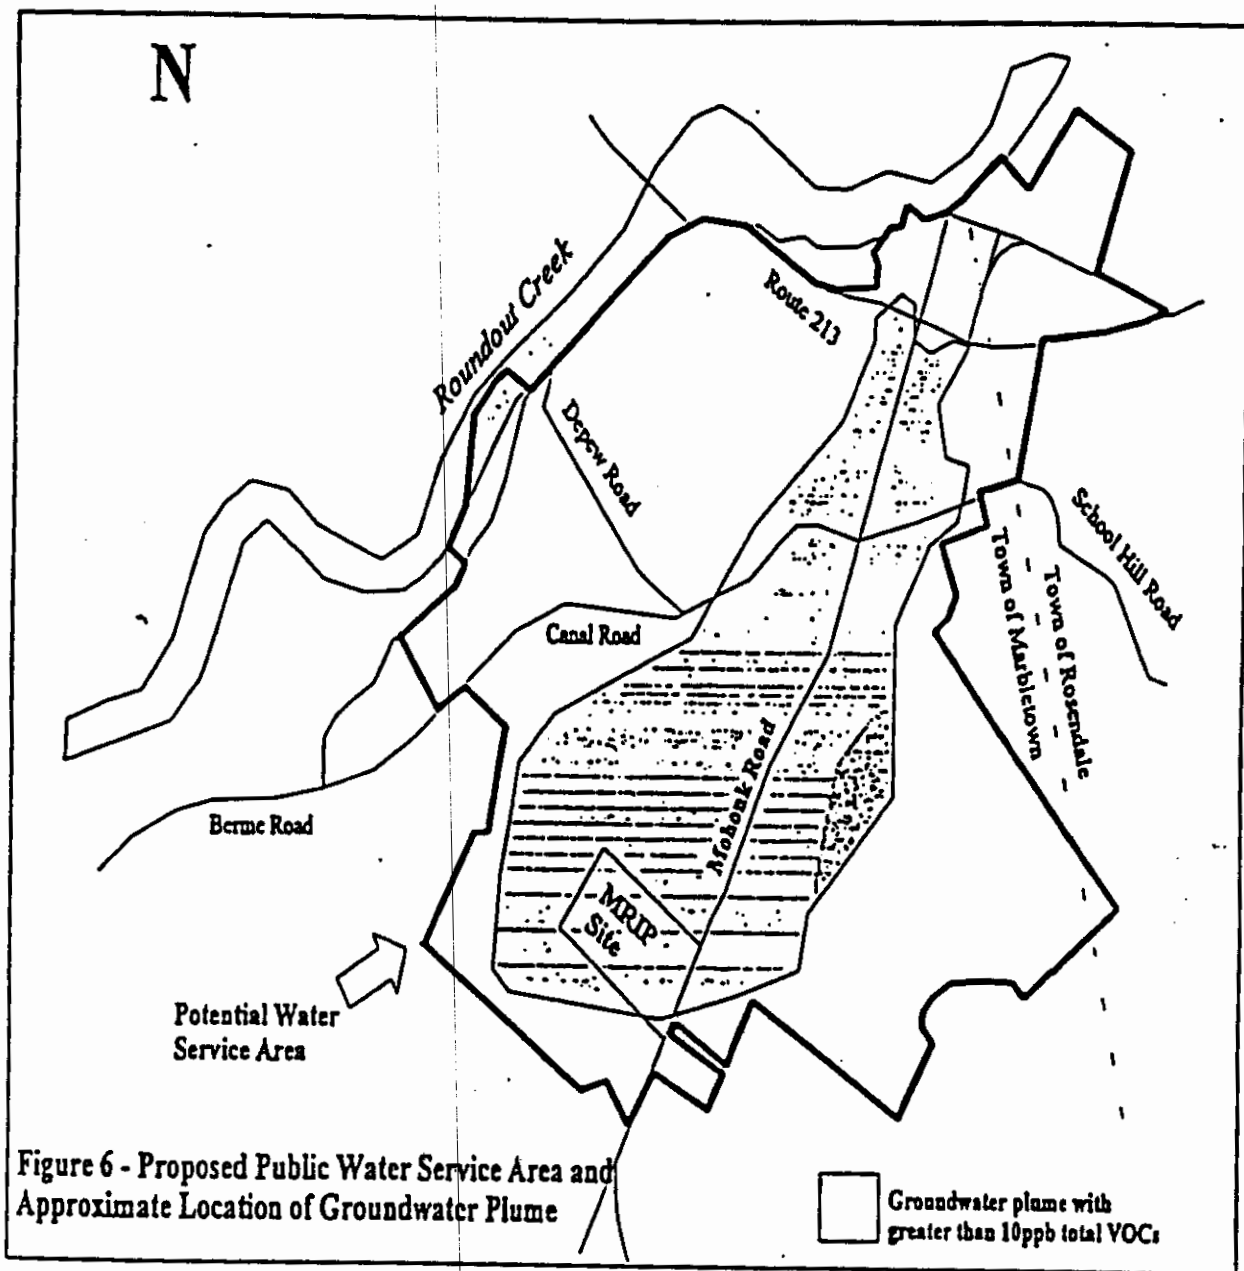 N
Roundout Creek
Route 213
Depew Road
School Hill Road
Town of Rosendale
Town of Marbletown
Canal Road
Mohonk Road
Berme Road
MRIP
Site
Potential Water
Service Area
Figure 6 - Proposed Public Water Service Area and
Approximate Location of Groundwater Plume
Groundwater plume with
greater than 10ppb total VOCs